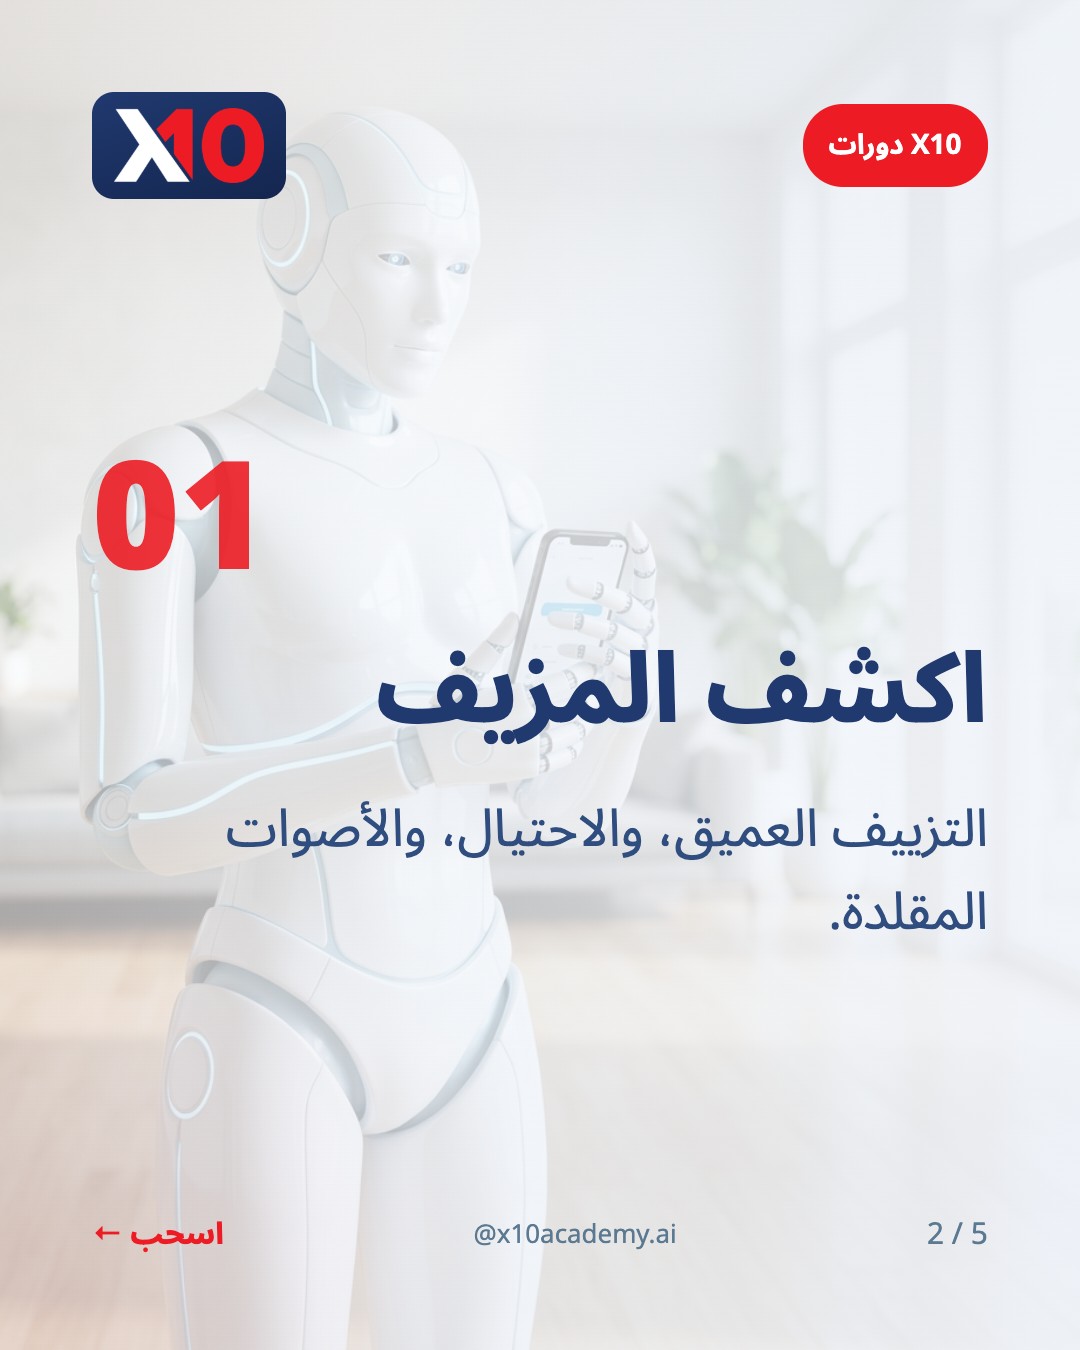 X10
X10 دورات
01
اكشف المزيف
التزييف العميق، والاحتيال، والأصوات
المقلدة.
اسحب ←
@x10academy.ai
2 / 5